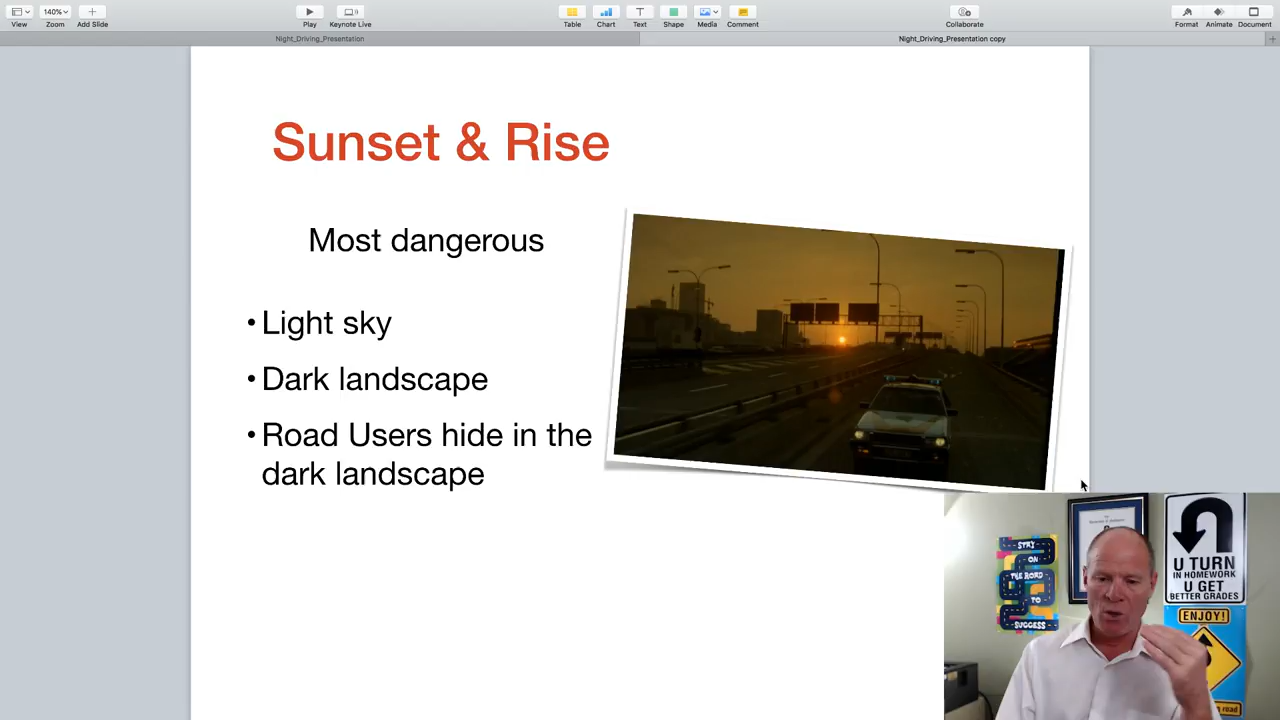 140%
View
Zoom
Add Slide
Play
Keynote Live
Table
Chart
Text
Shape
Media
Comment
Collaborate
Format
Animate
Document
Night_Driving_Presentation
Night_Driving_Presentation copy
Sunset & Rise
Most dangerous
• Light sky
• Dark landscape
• Road Users hide in the
dark landscape
STAY
ON
THE ROAD
TO
SUCCESS
U TURN
IN HOMEWORK
U GET
BETTER GRADES
ENJOY!
road